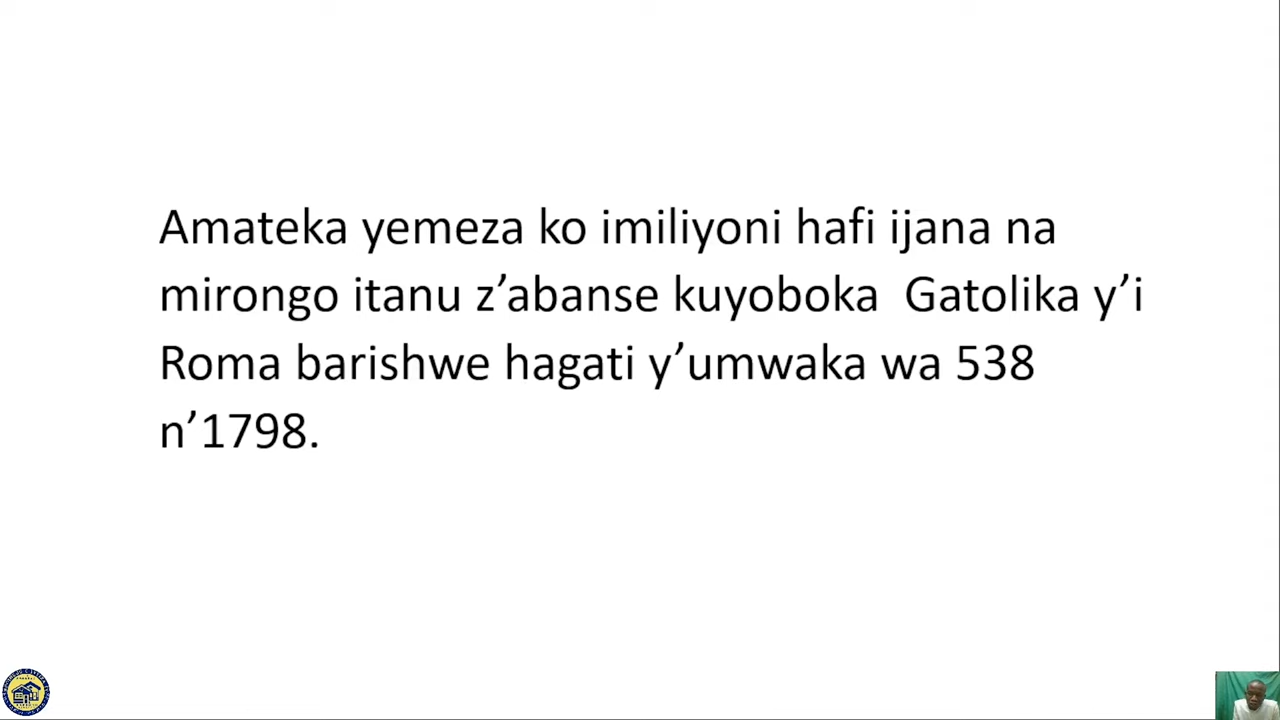 Amateka yemeza ko imiliyoni hafi ijana na
mirongo itanu z’abanse kuyoboka Gatolika y’i
Roma barishwe hagati y’umwaka wa 538
n’1798.